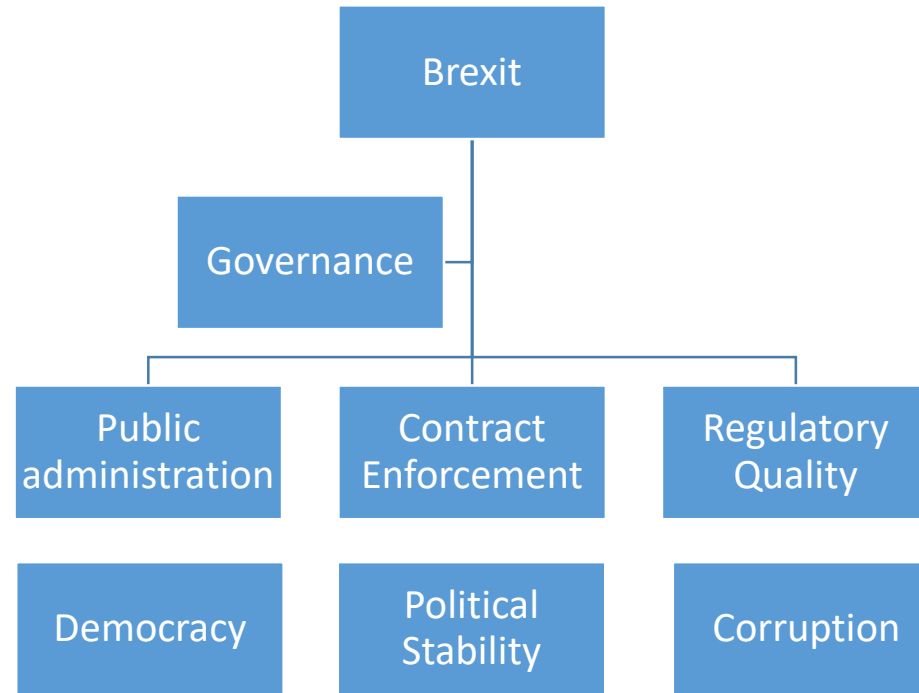 Brexit
Governance
Public
administration
Contract
Enforcement
Regulatory
Quality
Democracy
Political
Stability
Corruption